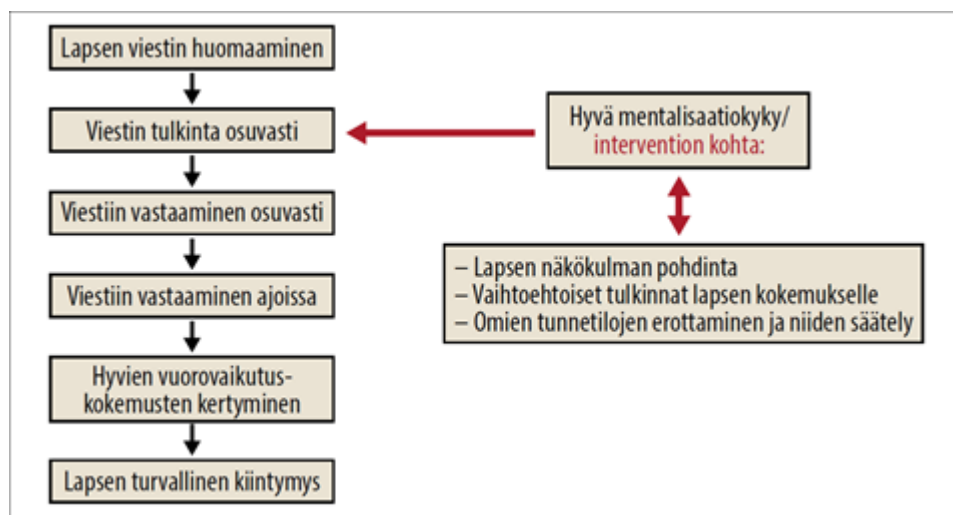 Lapsen viestin huomaaminen
Viestin tulkinta osuvasti
Viestiin vastaaminen osuvasti
Viestiin vastaaminen ajoissa
Hyvien vuorovaikutus-
kokemusten kertyminen
Lapsen turvallinen kiintymys
Hyvä mentalisaatiokyky/
intervention kohta:
– Lapsen näkökulman pohdinta
– Vaihtoehtoiset tulkinnat lapsen kokemukselle
– Omien tunnetilojen erottaminen ja niiden säätely